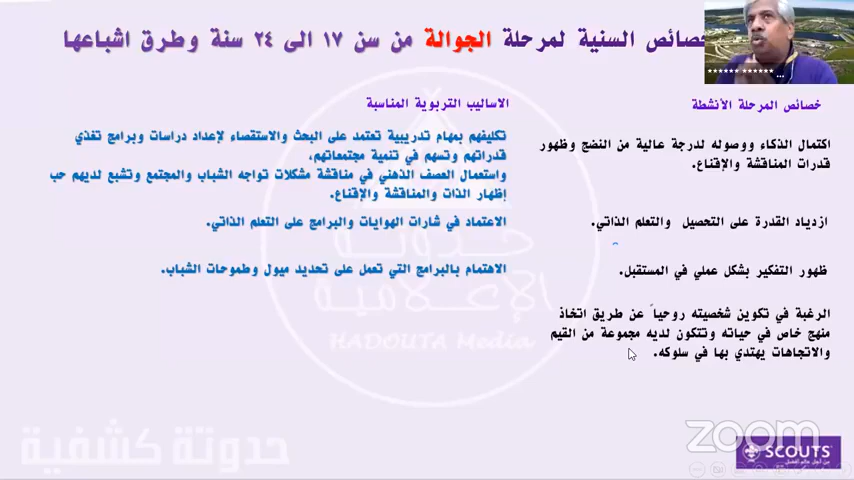 خصائص السنية لمرحلة الجوالة من سن ١٧ الى ٢٤ سنة وطرق اشباعها
****** ****** ...
خصائص المرحلة الأنشطة
اكتمال الذكاء ووصوله لدرجة عالية من النضج وظهور
قدرات المناقشة والإقناع.
ازدياد القدرة على التحصيل والتعلم الذاتي.
ظهور التفكير بشكل عملي في المستقبل.
الرغبة في تكوين شخصيته روحياً عن طريق اتخاذ
منهج خاص في حياته وتتكون لديه مجموعة من القيم
والاتجاهات يهتدي بها في سلوكه.
الاساليب التربوية المناسبة
تكليفهم بمهام تدريبية تعتمد على البحث والاستقصاء لإعداد دراسات وبرامج تغذي
قدراتهم وتسهم في تنمية مجتمعاتهم,
واستعمال العصف الذهني في مناقشة مشكلات تواجه الشباب والمجتمع وتشبع لديهم حب
إظهار الذات والمناقشة والإقناع.
الاعتماد في شارات الهوايات والبرامج على التعلم الذاتي.
الاهتمام بالبرامج التي تعمل على تحديد ميول وطموحات الشباب.
حدوتة
الإعلامية
HADOUTA Media
حدوتة كشفية
zoom
SCOUTS
من أجل عالم أفضل